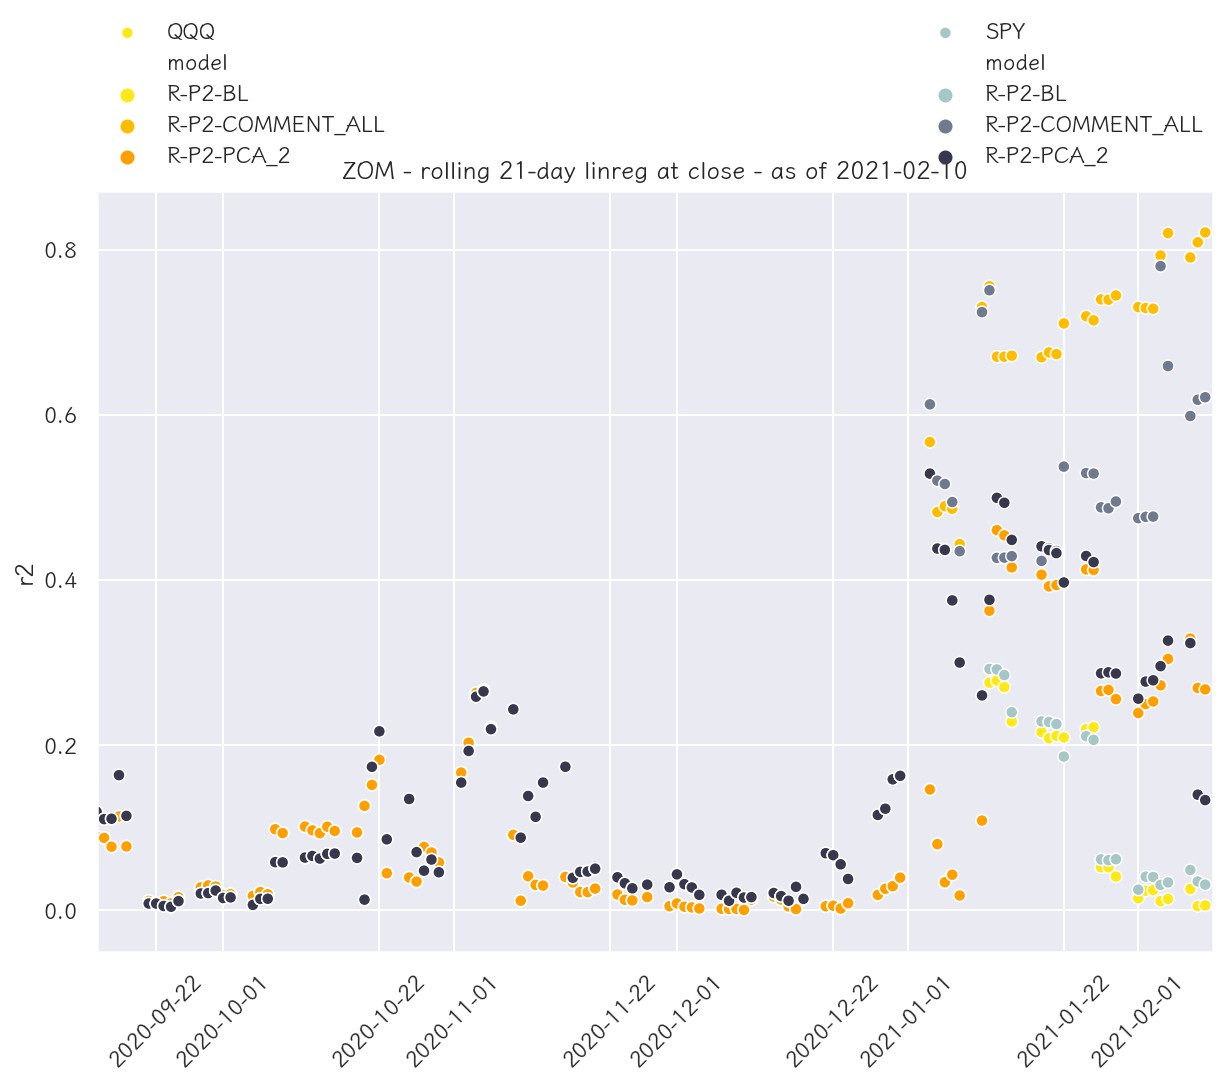 QQQ
model
R-P2-BL
R-P2-COMMENT_ALL
R-P2-PCA_2
SPY
model
R-P2-BL
R-P2-COMMENT_ALL
R-P2-PCA_2
ZOM - rolling 21-day linreg at close - as of 2021-02-10
r2
0.8
0.6
0.4
0.2
0.0
2020-09-22
2020-10-01
2020-10-22
2020-11-01
2020-11-22
2020-12-01
2020-12-22
2021-01-01
2021-01-22
2021-02-01